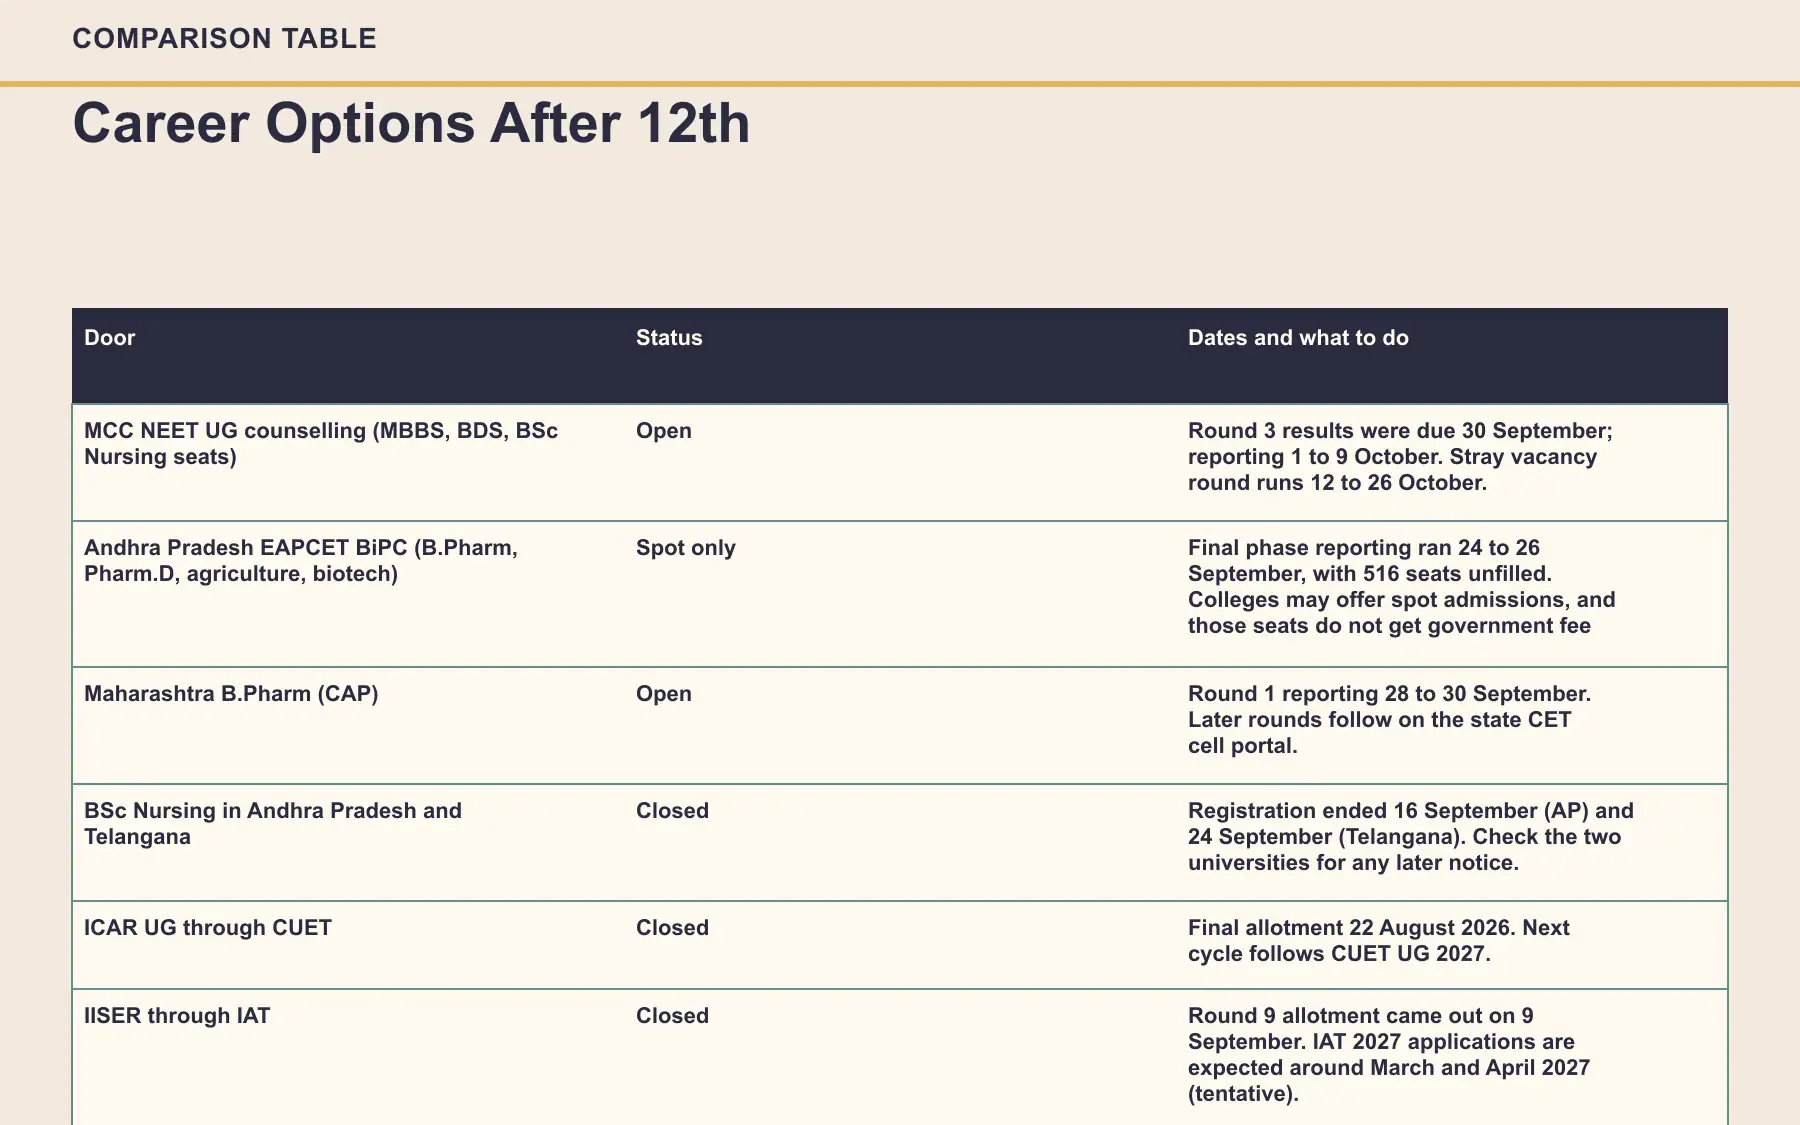 COMPARISON TABLE
Career Options After 12th
Door
Status
Dates and what to do
MCC NEET UG counselling (MBBS, BDS, BSc
Nursing seats)
Open
Round 3 results were due 30 September;
reporting 1 to 9 October. Stray vacancy
round runs 12 to 26 October.
Andhra Pradesh EAPCET BiPC (B.Pharm,
Pharm.D, agriculture, biotech)
Spot only
Final phase reporting ran 24 to 26
September, with 516 seats unfilled.
Colleges may offer spot admissions, and
those seats do not get government fee
Maharashtra B.Pharm (CAP)
Open
Round 1 reporting 28 to 30 September.
Later rounds follow on the state CET
cell portal.
BSc Nursing in Andhra Pradesh and
Telangana
Closed
Registration ended 16 September (AP) and
24 September (Telangana). Check the two
universities for any later notice.
ICAR UG through CUET
Closed
Final allotment 22 August 2026. Next
cycle follows CUET UG 2027.
IISER through IAT
Closed
Round 9 allotment came out on 9
September. IAT 2027 applications are
expected around March and April 2027
(tentative).